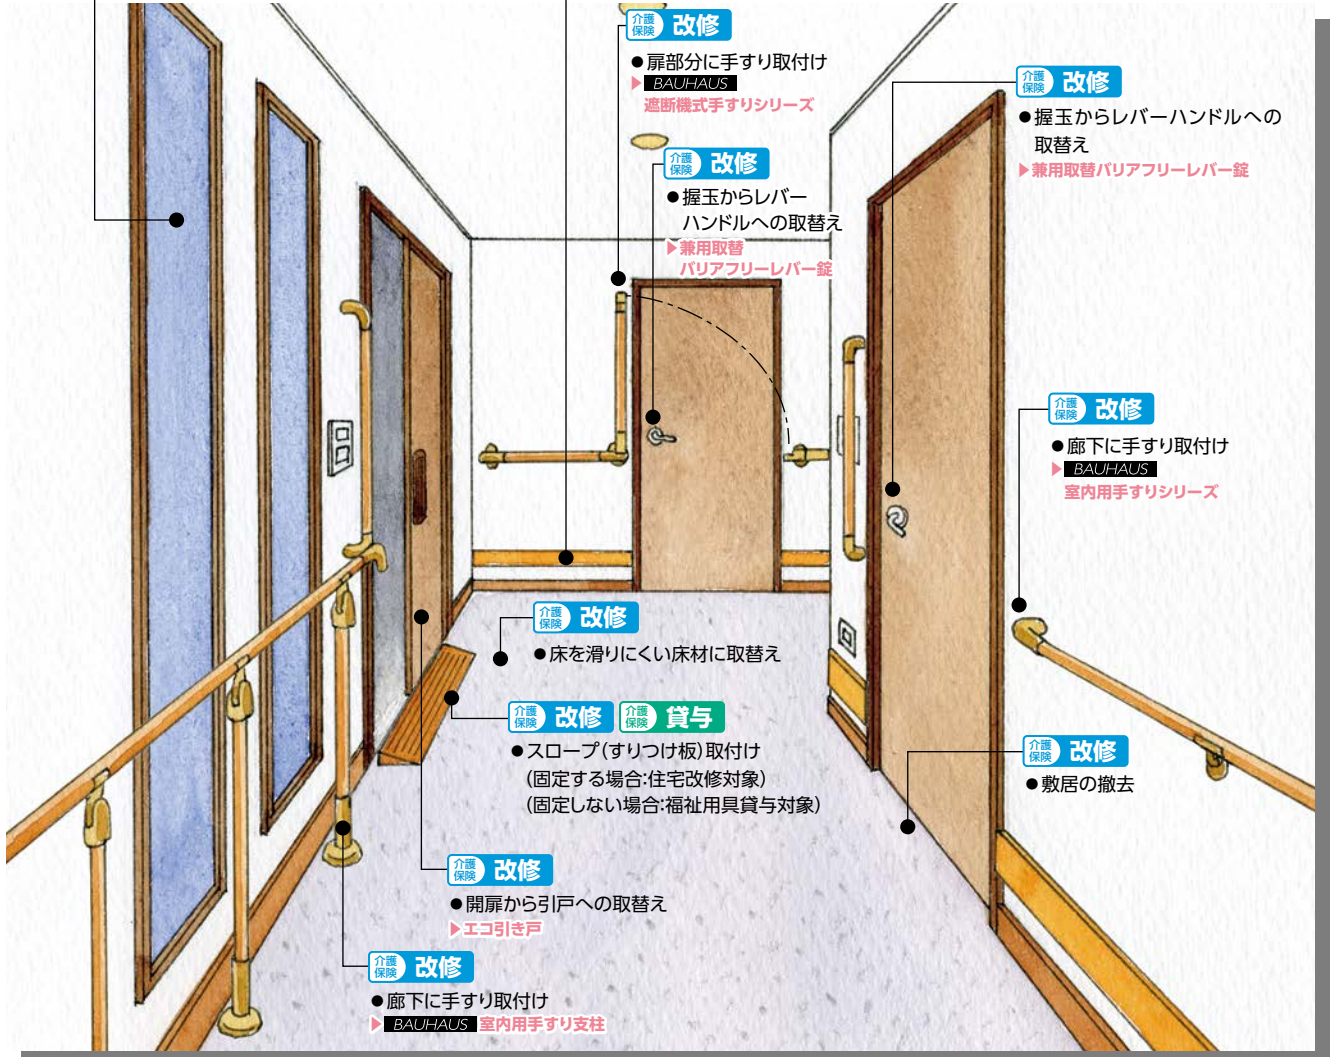 介護保険 改修
●扉部分に手すり取付け
▶BAUHAUS
遮断機式手すりシリーズ
介護保険 改修
●握玉からレバー
ハンドルへの取替え
▶兼用取替
バリアフリーレバー錠
介護保険 改修
●握玉からレバーハンドルへの
取替え
▶兼用取替バリアフリーレバー錠
介護保険 改修
●廊下に手すり取付け
▶BAUHAUS
室内用手すりシリーズ
介護保険 改修
●床を滑りにくい床材に取替え
介護保険 改修 介護保険 貸与
●スロープ(すりつけ板)取付け
(固定する場合:住宅改修対象)
(固定しない場合:福祉用具貸与対象)
介護保険 改修
●敷居の撤去
介護保険 改修
●開扉から引戸への取替え
▶エコ引き戸
介護保険 改修
●廊下に手すり取付け
▶BAUHAUS 室内用手すり支柱